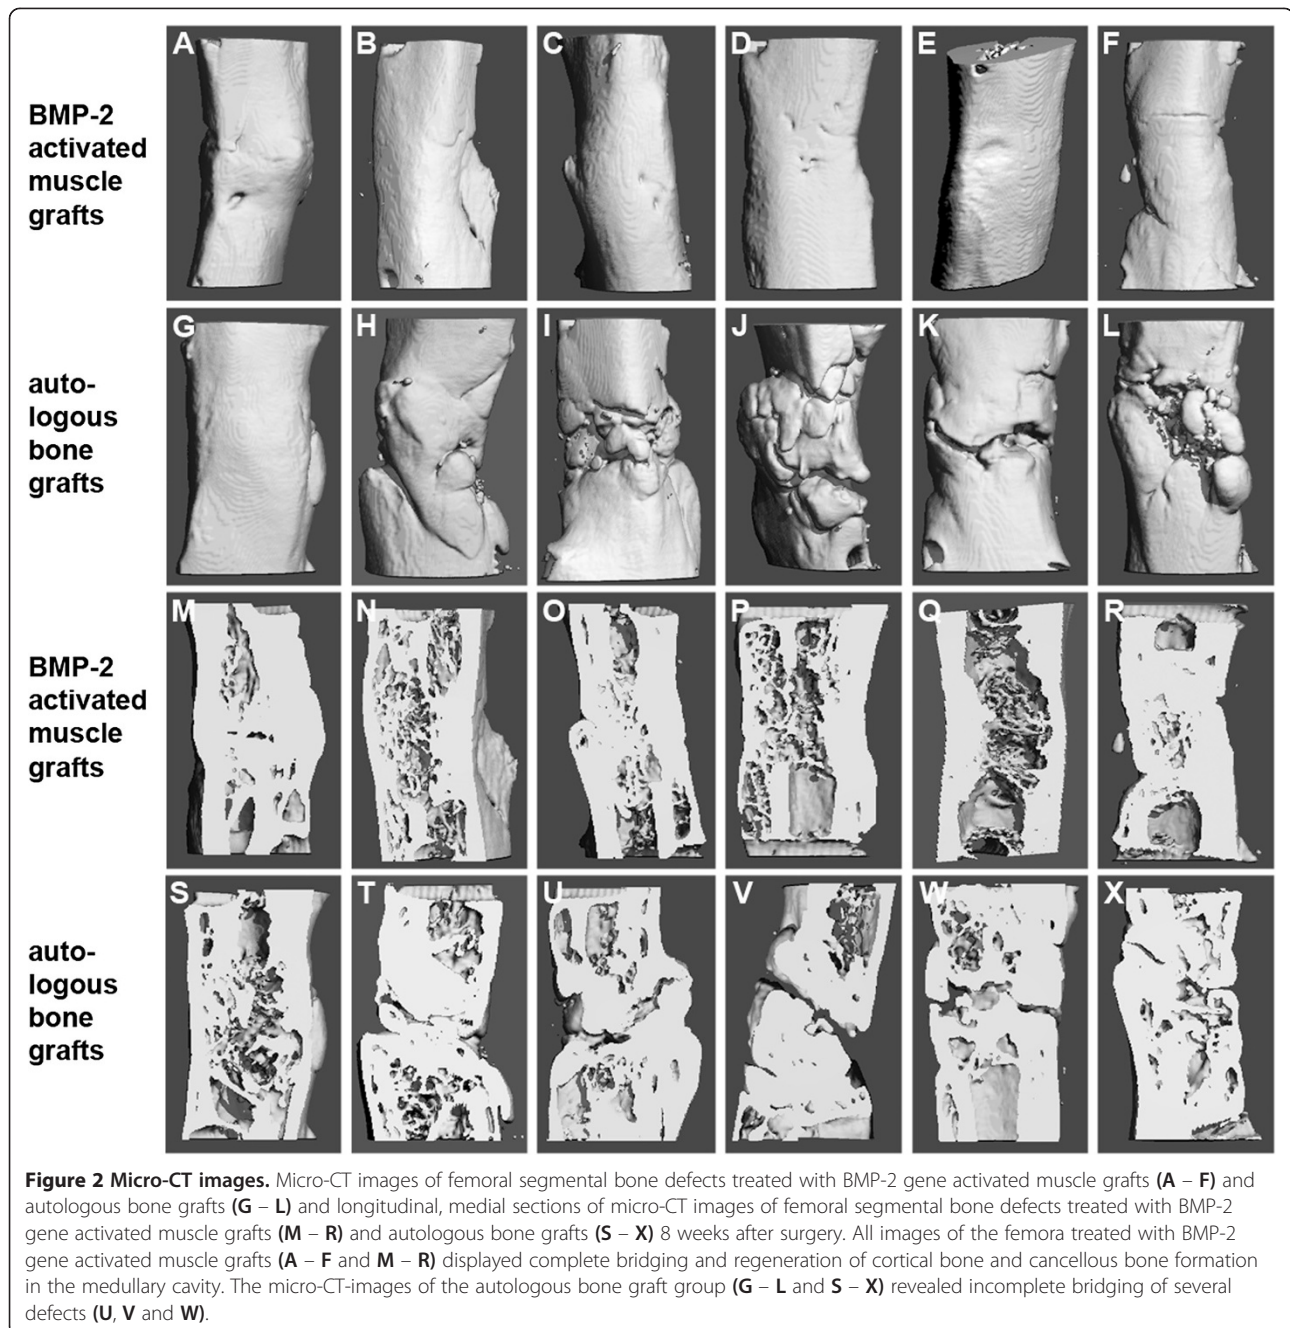 BMP-2
activated
muscle
grafts
A B C D E F
auto-
logous
bone
grafts
G H I J K L
BMP-2
activated
muscle
grafts
M N O P Q R
auto-
logous
bone
grafts
S T U V W X
Figure 2 Micro-CT images. Micro-CT images of femoral segmental bone defects treated with BMP-2 gene activated muscle grafts (A – F) and
autologous bone grafts (G – L) and longitudinal, medial sections of micro-CT images of femoral segmental bone defects treated with BMP-2
gene activated muscle grafts (M – R) and autologous bone grafts (S – X) 8 weeks after surgery. All images of the femora treated with BMP-2
gene activated muscle grafts (A – F and M – R) displayed complete bridging and regeneration of cortical bone and cancellous bone formation
in the medullary cavity. The micro-CT-images of the autologous bone graft group (G – L and S – X) revealed incomplete bridging of several
defects (U, V and W).